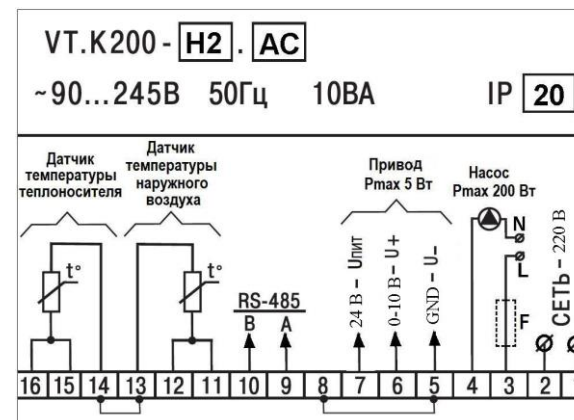 VT.K200 - H2 . AC
~90...245В 50Гц 10ВА IP 20
Датчик
температуры
теплоносителя
Датчик
температуры
наружного
воздуха
Привод
Pmax 5 Вт
Насос
Pmax 200 Вт
t°
t°
RS-485
B A
24 В – Uпит
0-10 В – U+
GND – U-
N
L
F
СЕТЬ – 220 В
16 15 14 13 12 11 10 9 8 7 6 5 4 3 2